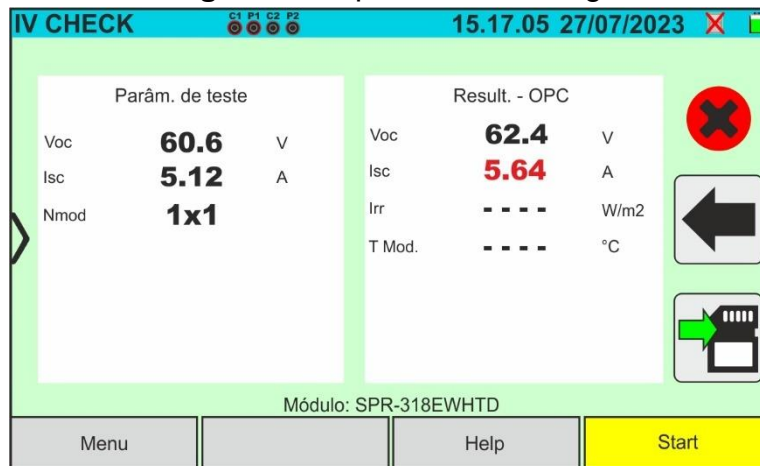 IV CHECK C1 P1 C2 P2 15.17.05 27/07/2023
Parâm. de teste
Voc 60.6 V
Isc 5.12 A
Nmod 1x1
Result. - OPC
Voc 62.4 V
Isc 5.64 A
Irr - - - - W/m2
T Mod. - - - - °C
Módulo: SPR-318EWHTD
Menu Help Start